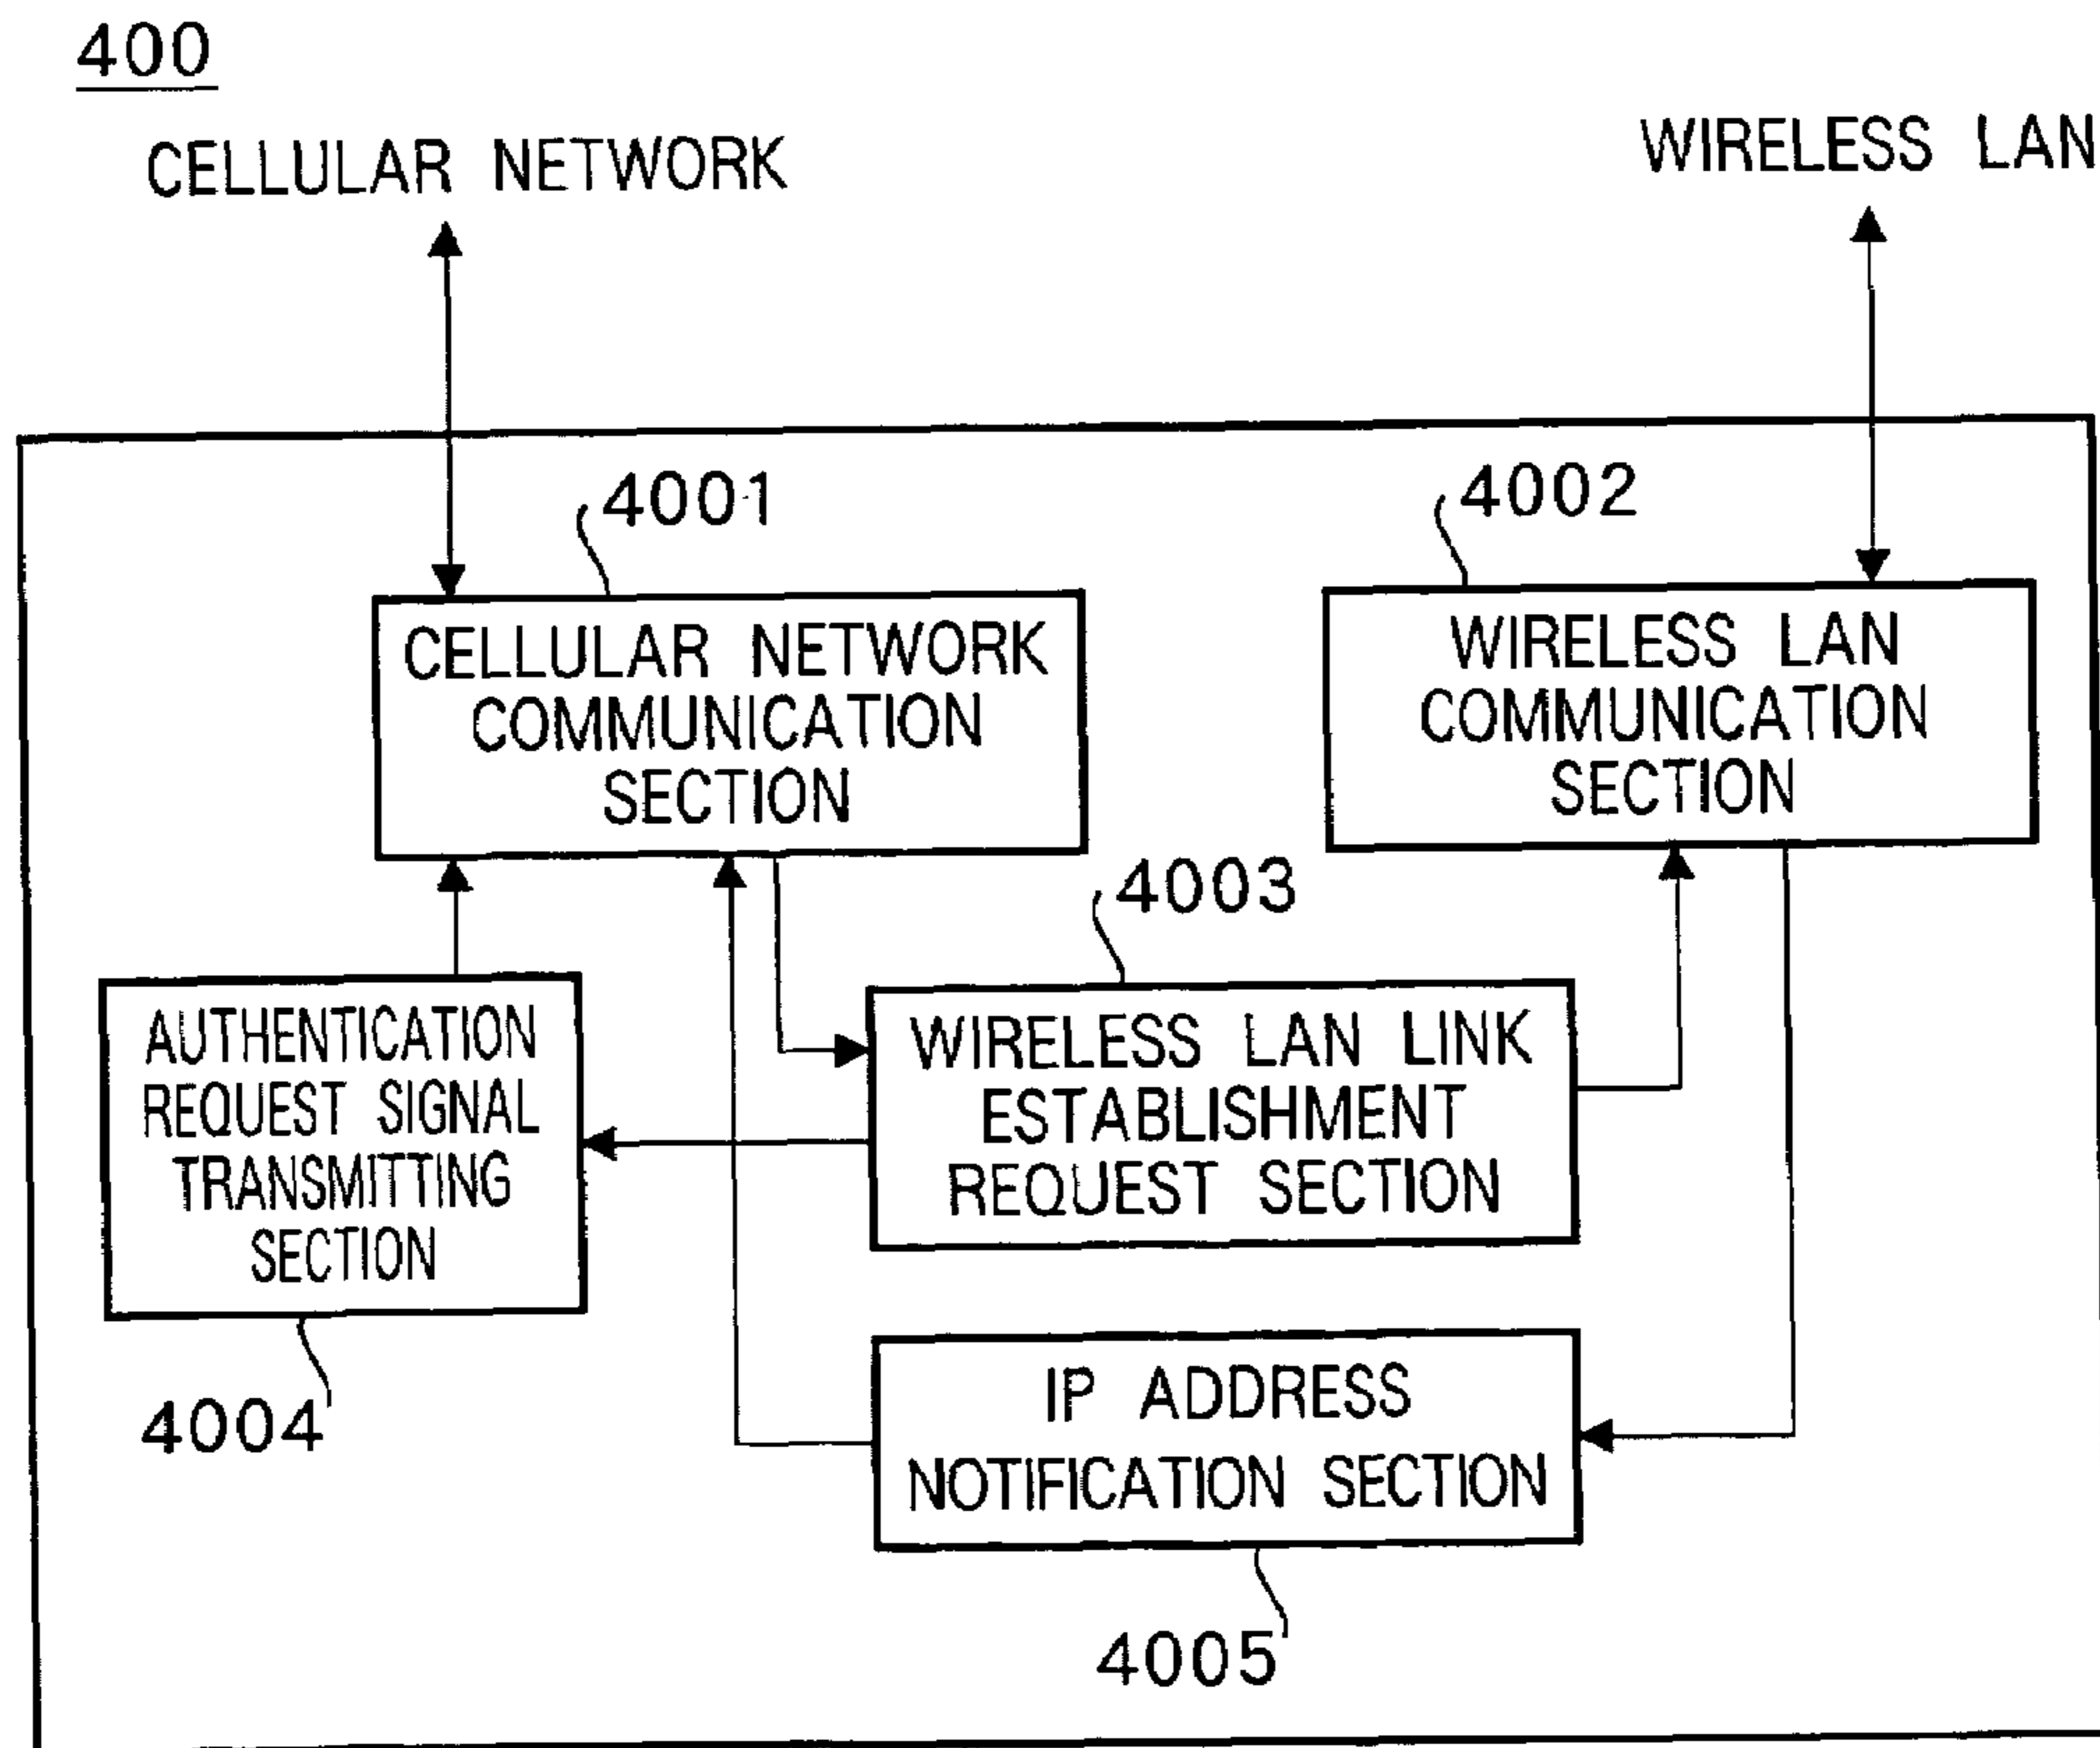 400
CELLULAR NETWORK
WIRELESS LAN
4001
4002
CELLULAR NETWORK
COMMUNICATION
SECTION
WIRELESS LAN
COMMUNICATION
SECTION
4003
AUTHENTICATION
REQUEST SIGNAL
TRANSMITTING
SECTION
WIRELESS LAN LINK
ESTABLISHMENT
REQUEST SECTION
4004
IP ADDRESS
NOTIFICATION SECTION
4005